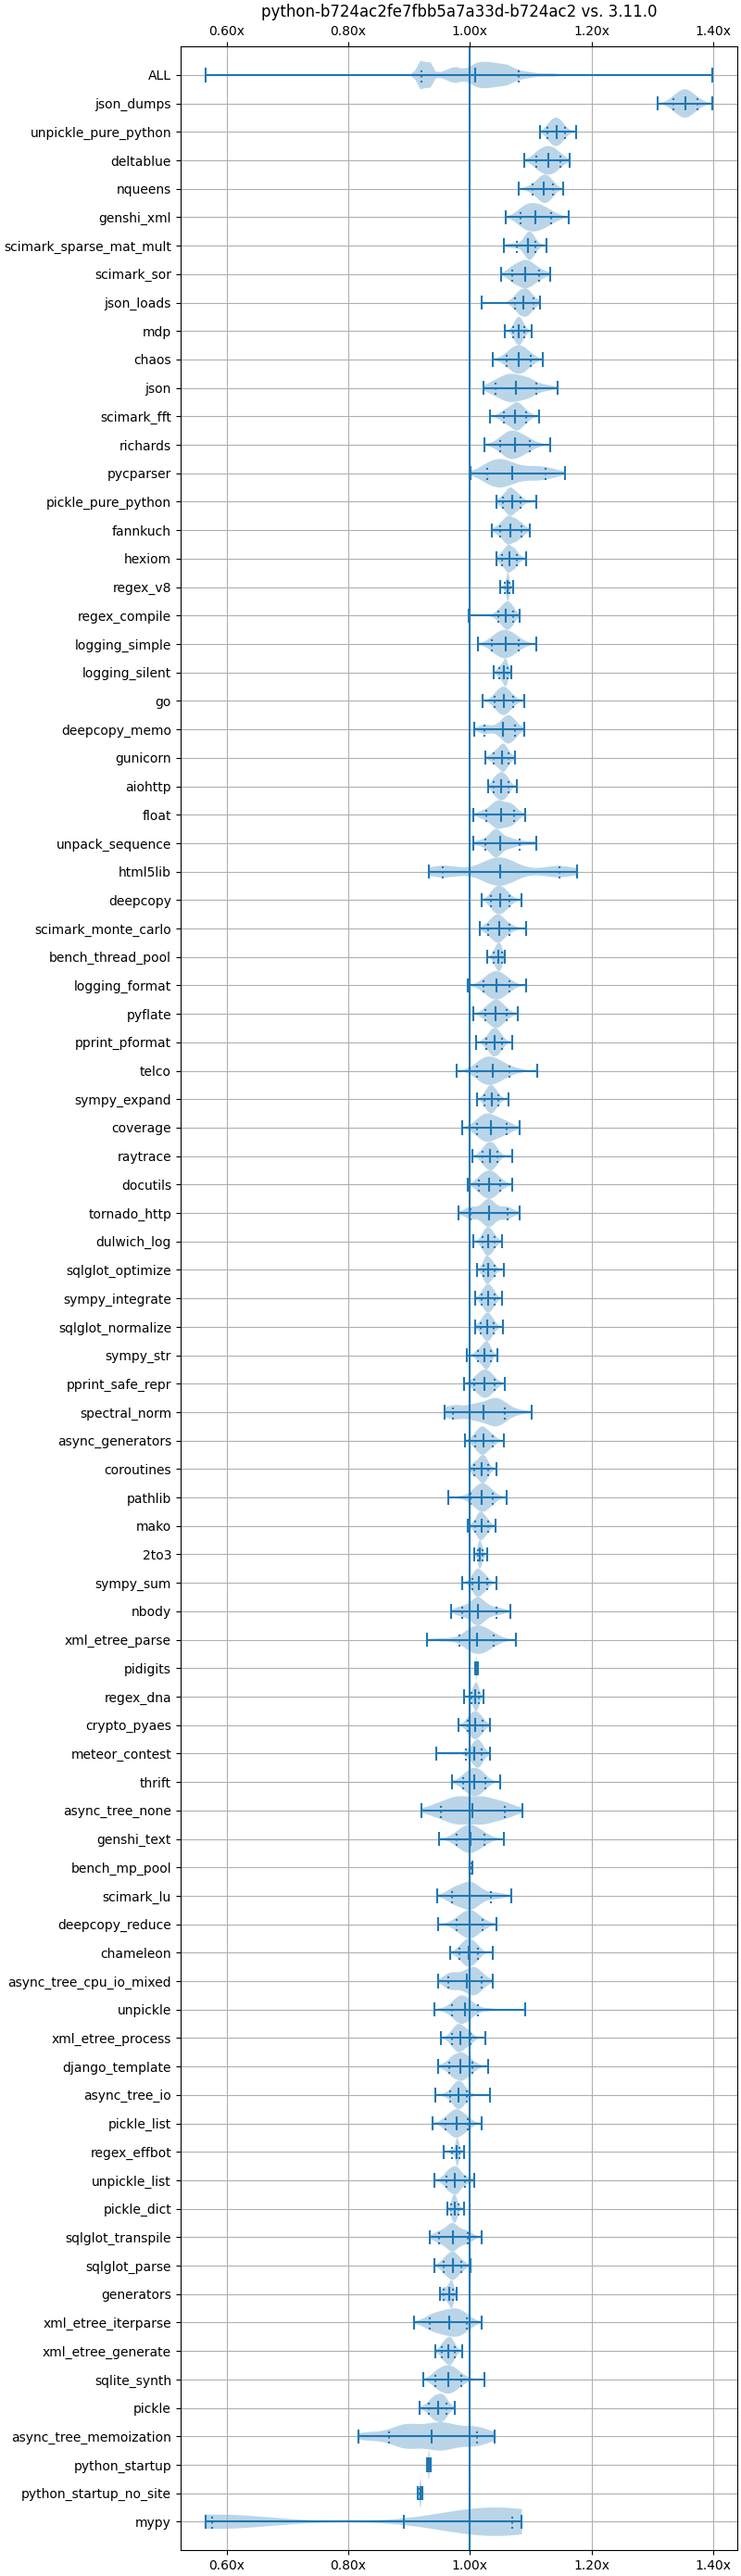 python-b724ac2fe7fbb5a7a33d-b724ac2 vs. 3.11.0
0.60x 0.80x 1.00x 1.20x 1.40x
ALL
json_dumps
unpickle_pure_python
deltablue
nqueens
genshi_xml
scimark_sparse_mat_mult
scimark_sor
json_loads
mdp
chaos
json
scimark_fft
richards
pycparser
pickle_pure_python
fannkuch
hexiom
regex_v8
regex_compile
logging_simple
logging_silent
go
deepcopy_memo
gunicorn
aiohttp
float
unpack_sequence
html5lib
deepcopy
scimark_monte_carlo
bench_thread_pool
logging_format
pyflate
pprint_pformat
telco
sympy_expand
coverage
raytrace
docutils
tornado_http
dulwich_log
sqlglot_optimize
sympy_integrate
sqlglot_normalize
sympy_str
pprint_safe_repr
spectral_norm
async_generators
coroutines
pathlib
mako
2to3
sympy_sum
nbody
xml_etree_parse
pidigits
regex_dna
crypto_pyaes
meteor_contest
thrift
async_tree_none
genshi_text
bench_mp_pool
scimark_lu
deepcopy_reduce
chameleon
async_tree_cpu_io_mixed
unpickle
xml_etree_process
django_template
async_tree_io
pickle_list
regex_effbot
unpickle_list
pickle_dict
sqlglot_transpile
sqlglot_parse
generators
xml_etree_iterparse
xml_etree_generate
sqlite_synth
pickle
async_tree_memoization
python_startup
python_startup_no_site
mypy
0.60x 0.80x 1.00x 1.20x 1.40x